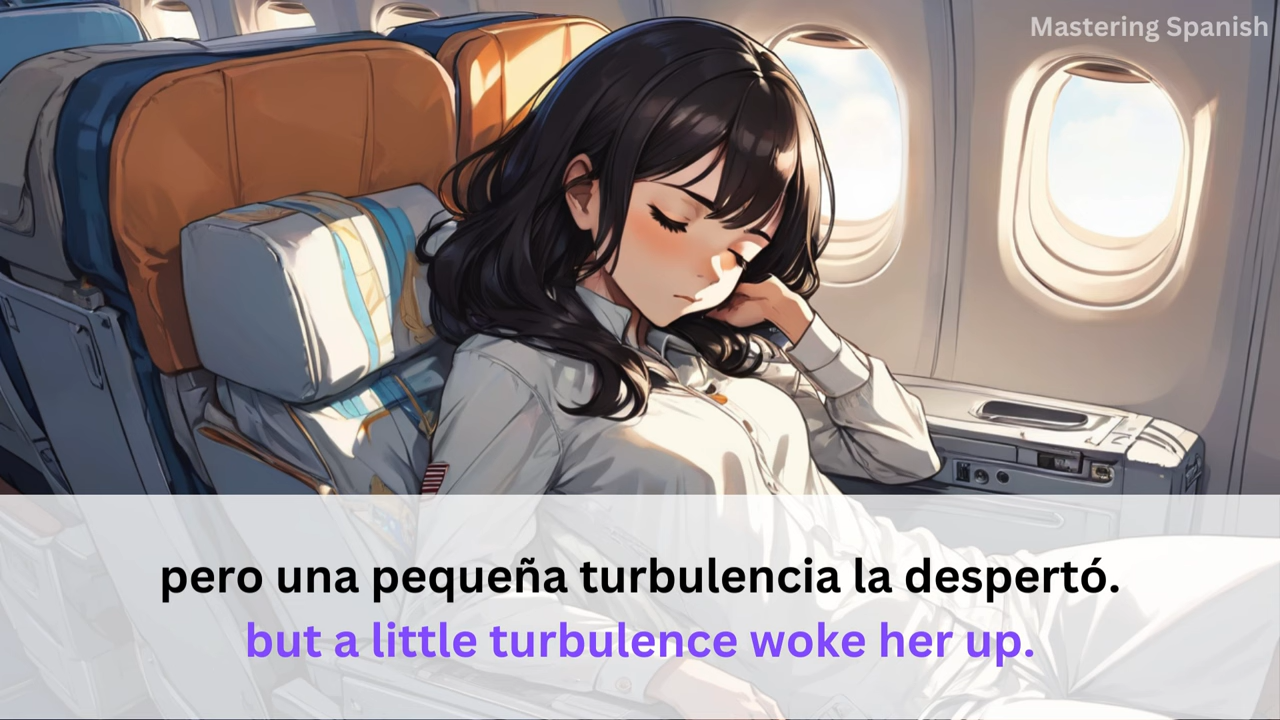 Mastering Spanish
pero una pequeña turbulencia la despertó.
but a little turbulence woke her up.